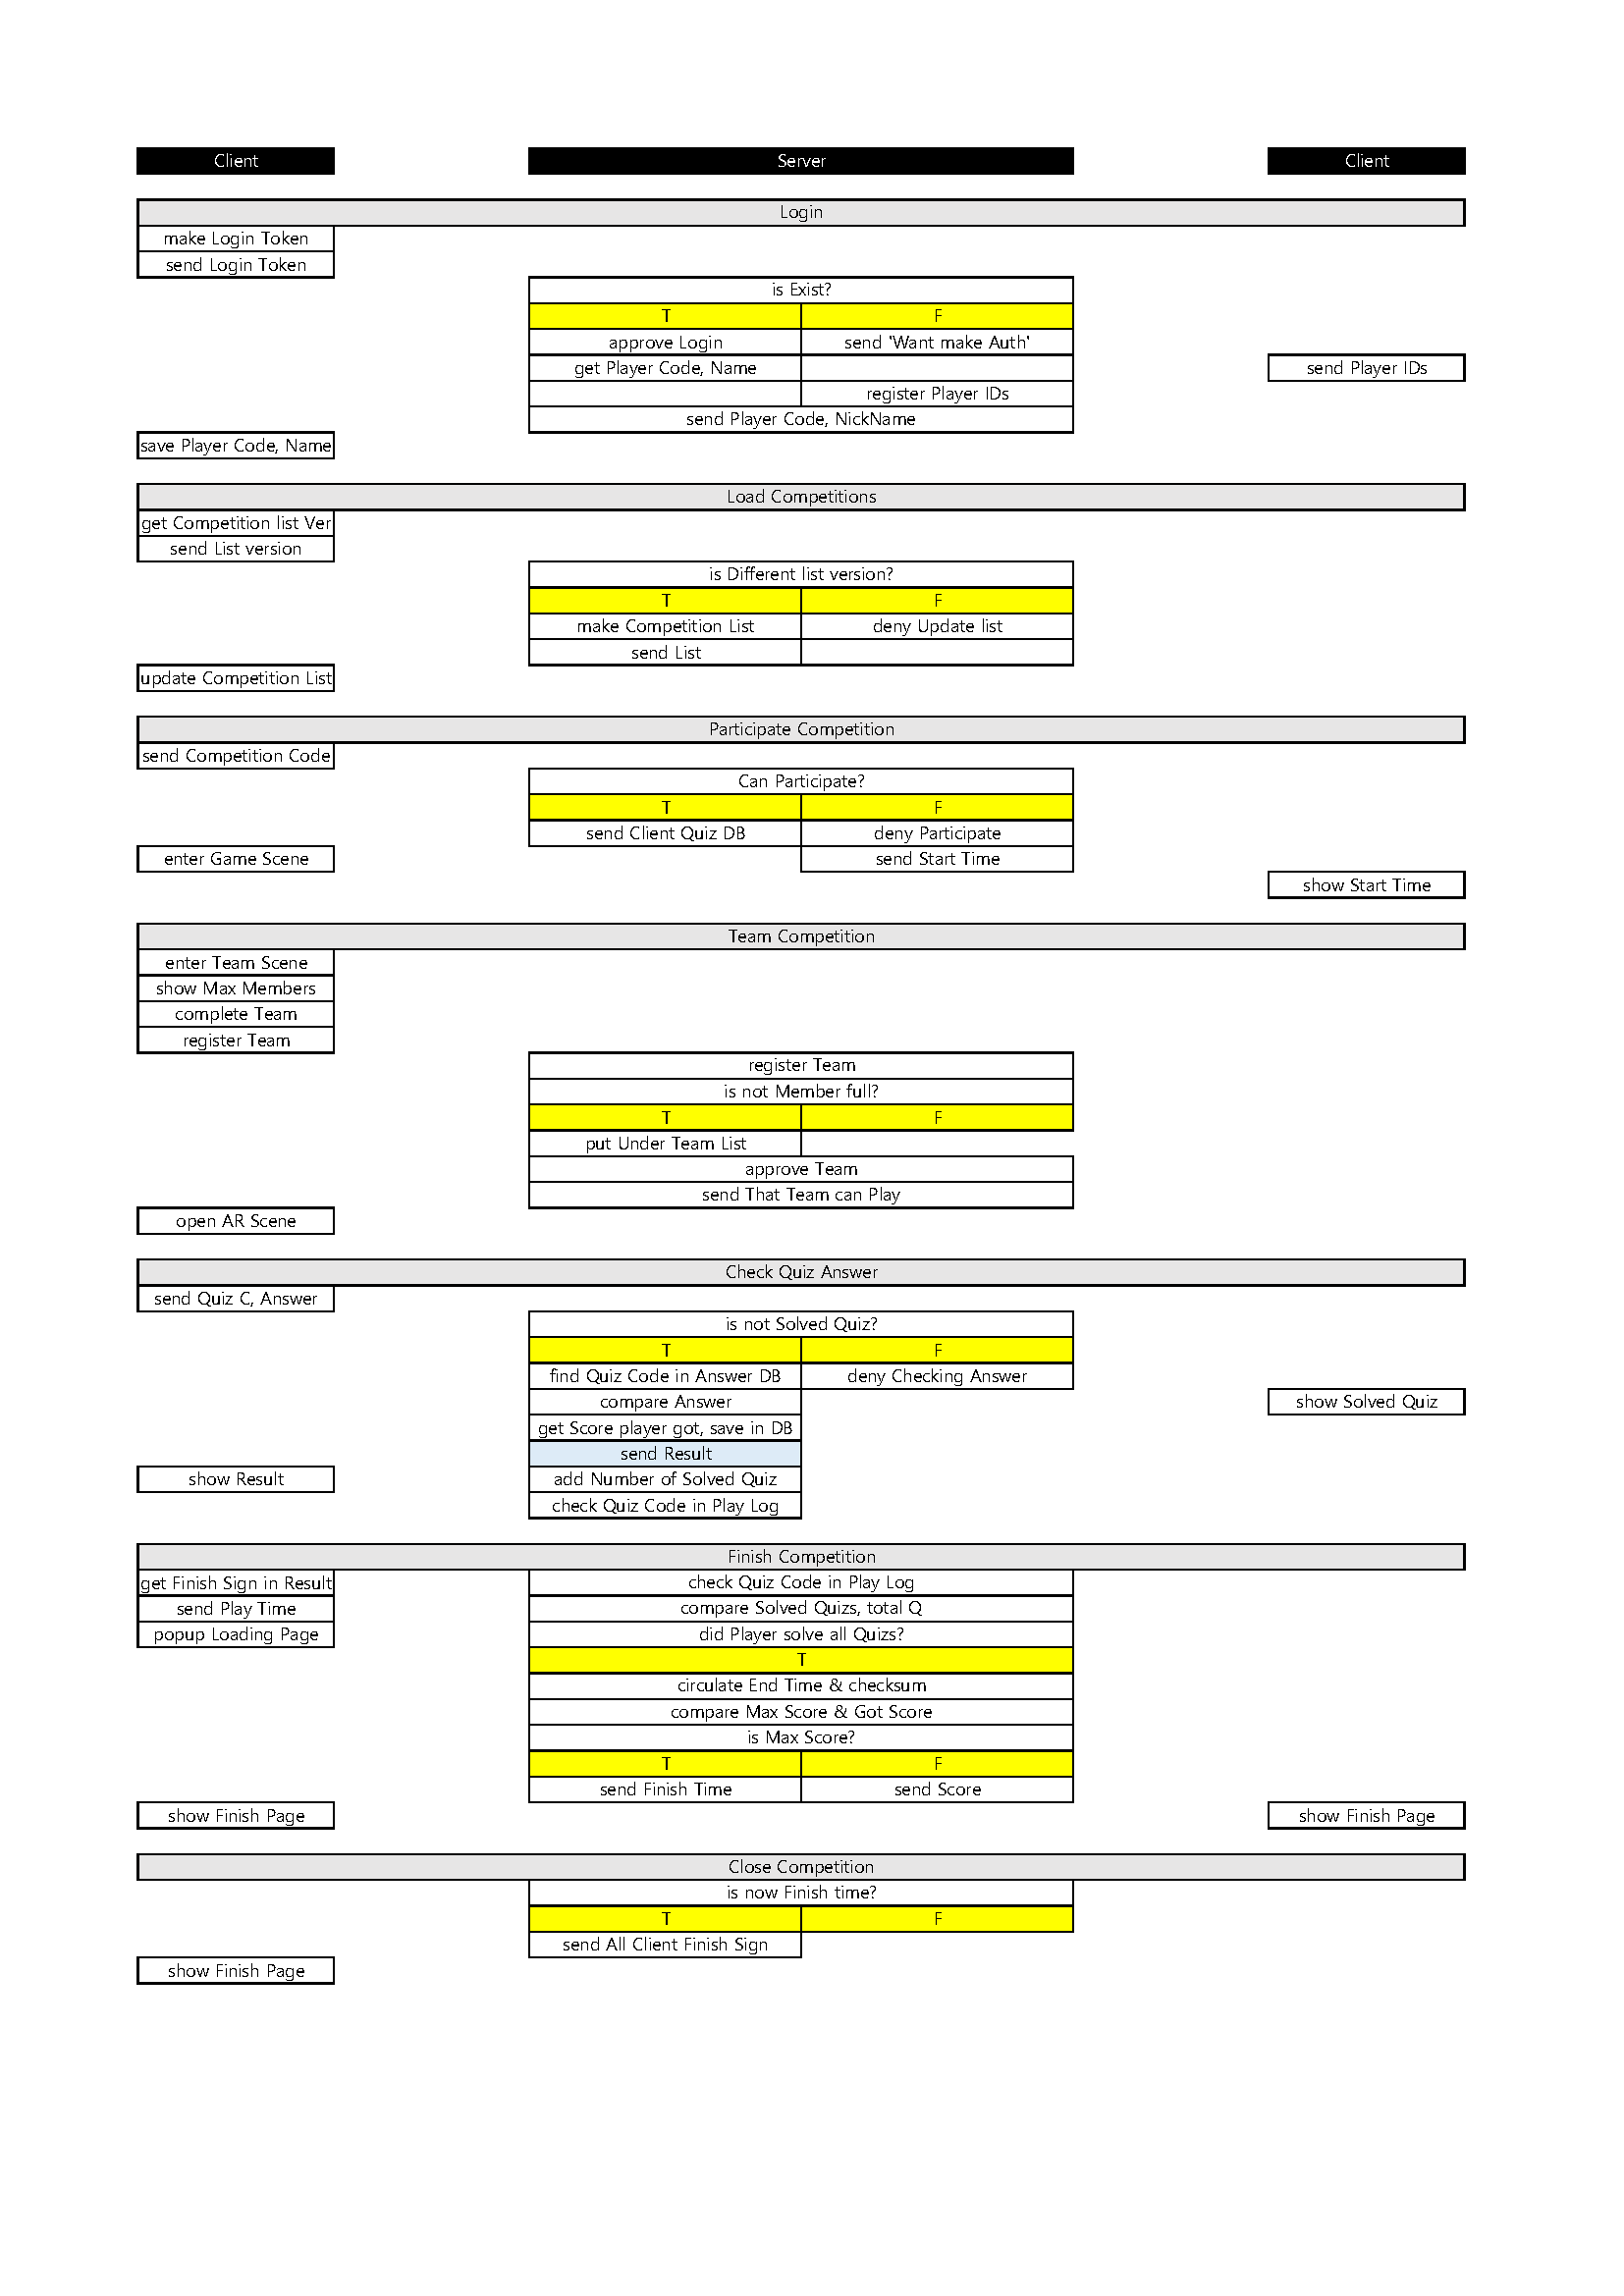 Client Server Client
Login
make Login Token
send Login Token
is Exist?
T F
approve Login send 'Want make Auth'
get Player Code, Name send Player IDs
register Player IDs
send Player Code, NickName
save Player Code, Name
Load Competitions
get Competition list Ver
send List version
is Different list version?
T F
make Competition List deny Update list
send List
update Competition List
Participate Competition
send Competition Code
Can Participate?
T F
send Client Quiz DB deny Participate
enter Game Scene send Start Time
show Start Time
Team Competition
enter Team Scene
show Max Members
complete Team
register Team
register Team
is not Member full?
T F
put Under Team List
approve Team
send That Team can Play
open AR Scene
Check Quiz Answer
send Quiz C, Answer
is not Solved Quiz?
T F
find Quiz Code in Answer DB deny Checking Answer
compare Answer show Solved Quiz
get Score player got, save in DB
send Result
show Result add Number of Solved Quiz
check Quiz Code in Play Log
Finish Competition
get Finish Sign in Result check Quiz Code in Play Log
send Play Time compare Solved Quizs, total Q
popup Loading Page did Player solve all Quizs?
T
circulate End Time & checksum
compare Max Score & Got Score
is Max Score?
T F
send Finish Time send Score
show Finish Page show Finish Page
Close Competition
is now Finish time?
T F
send All Client Finish Sign
show Finish Page